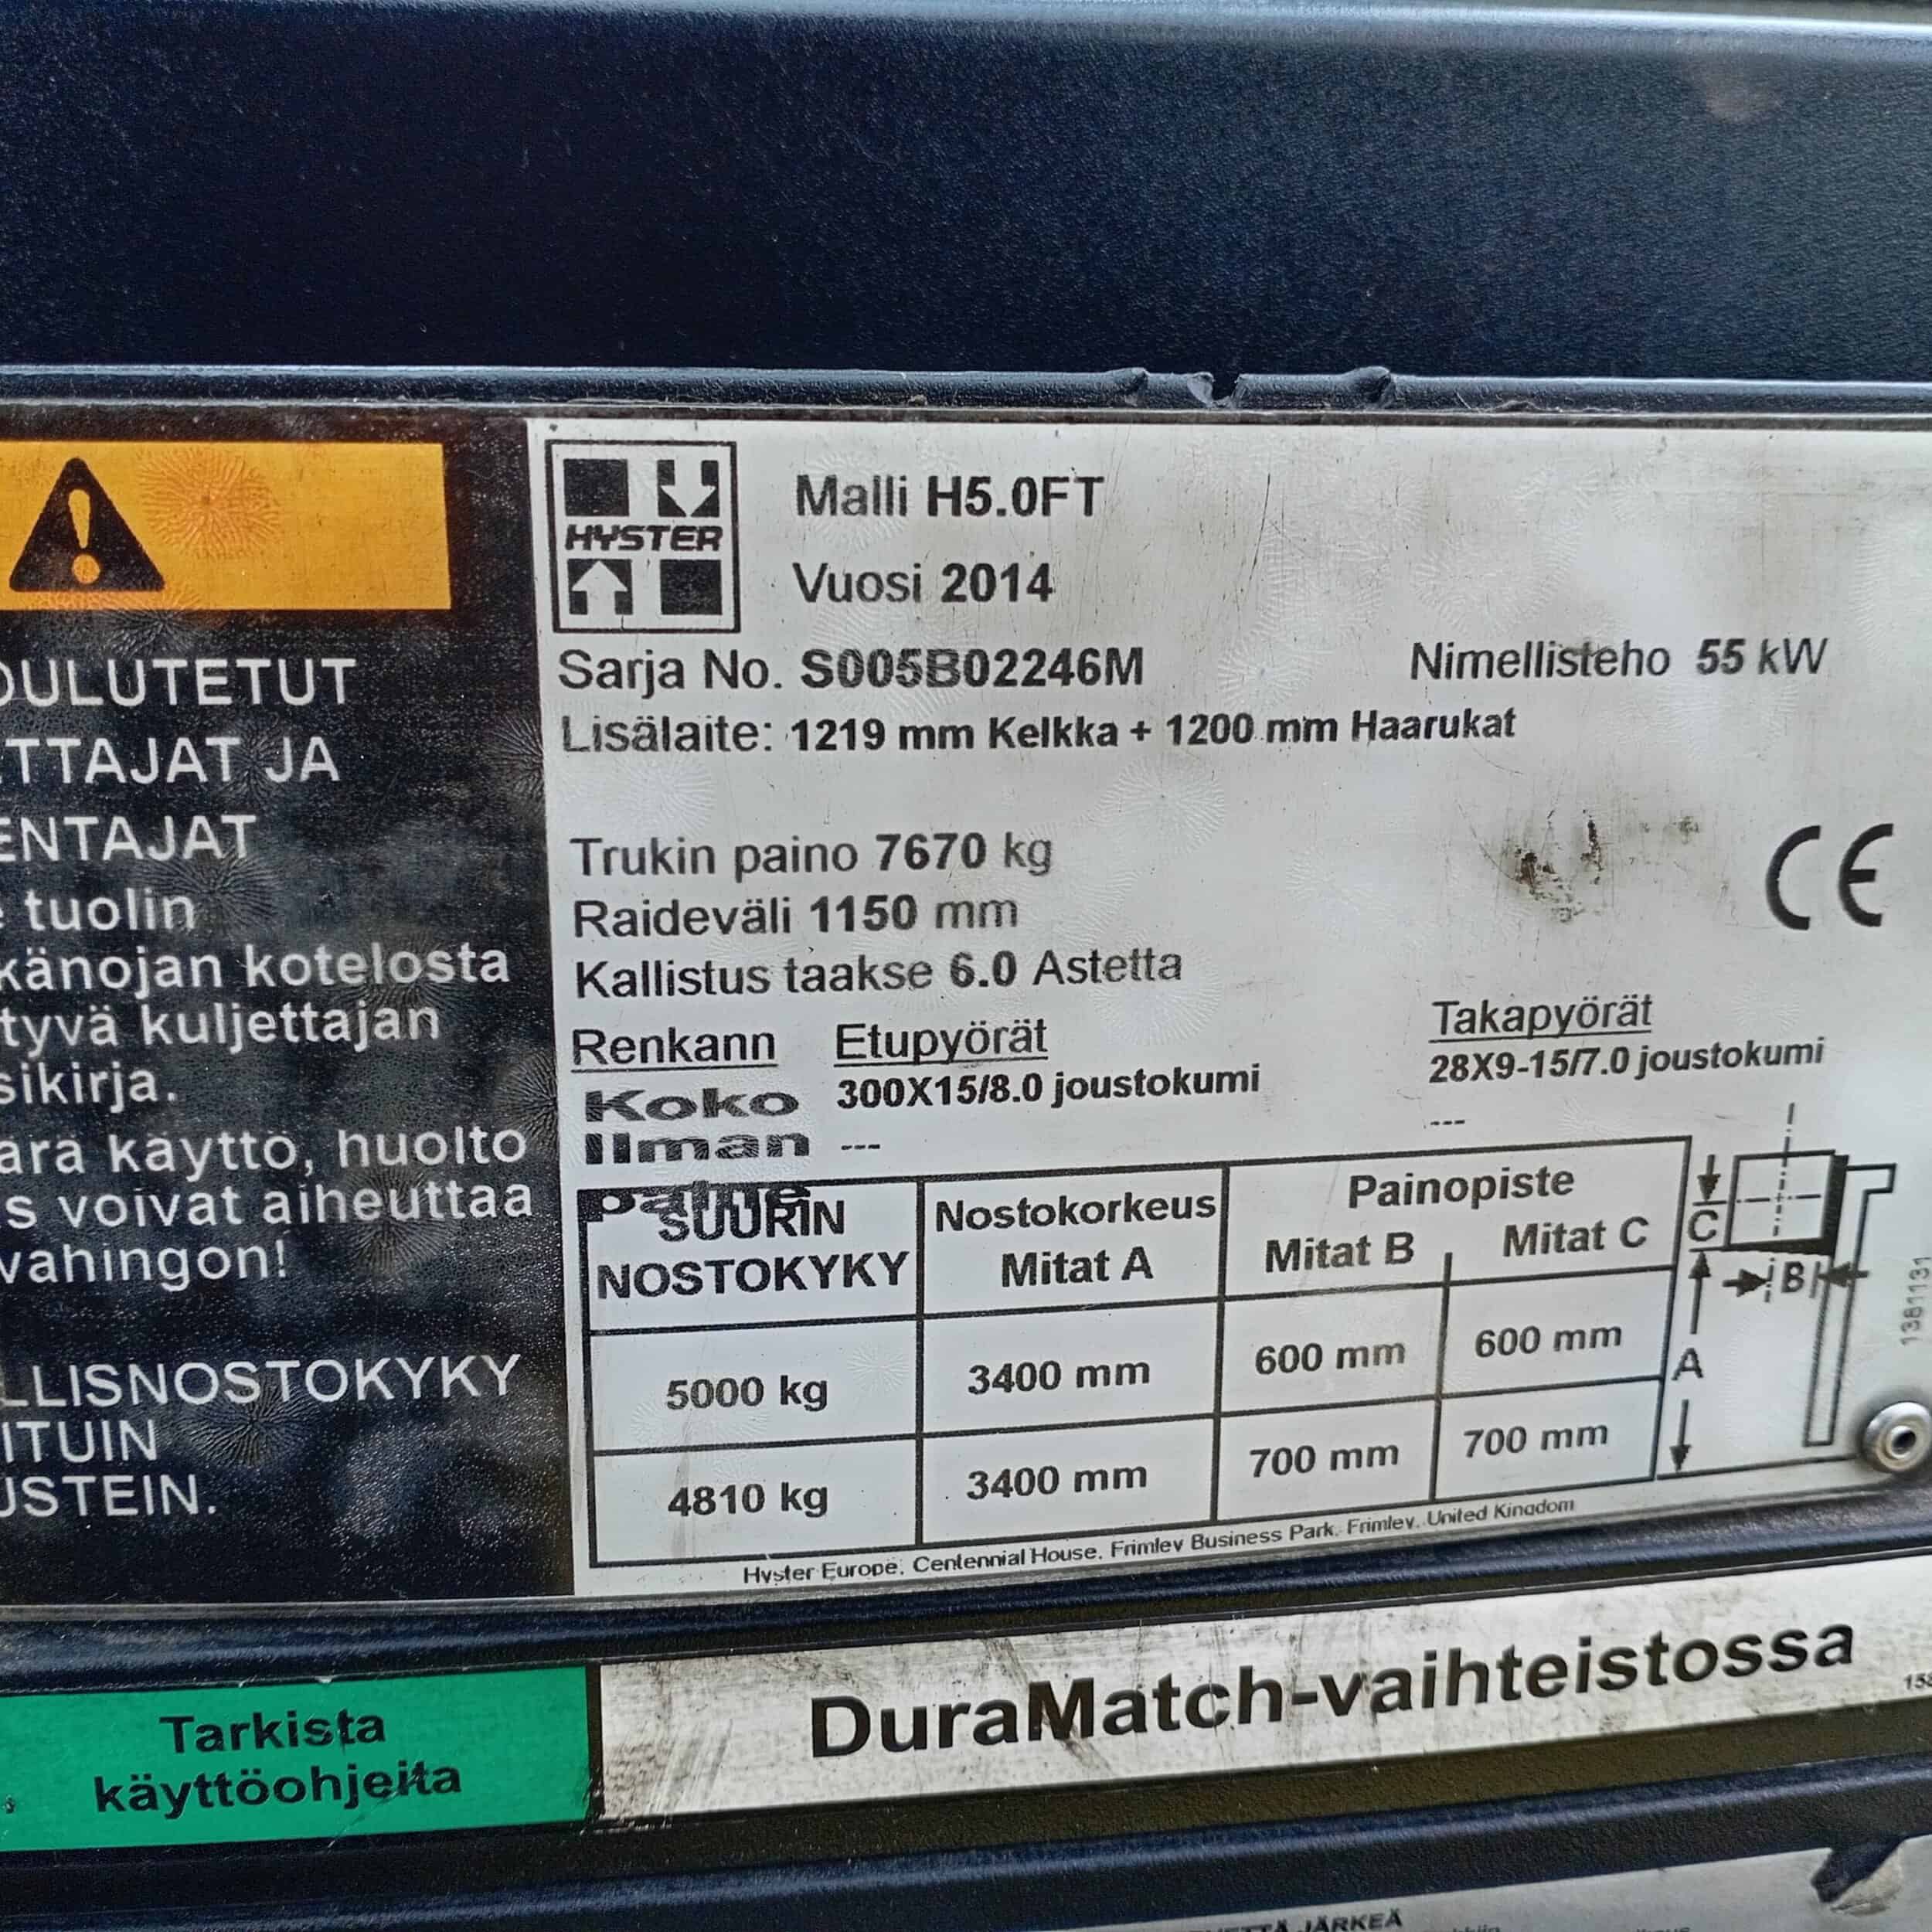 OULUTETUT
TTAJAT JA
ENTAJAT
tuolin
känojan kotelosta
tyvä kuljettajan
sikirja.
ara käyttö, huolto
s voivat aiheuttaa
vahingon!
LLISNOSTOKYKY
ITUIN
USTEIN.
HYSTER
Malli H5.0FT
Vuosi 2014
Sarja No. S005B02246M
Nimellisteho 55 kW
Lisälaite: 1219 mm Kelkka + 1200 mm Haarukat
Trukin paino 7670 kg
Raideväli 1150 mm
Kallistus taakse 6.0 Astetta
CE
Renkann Etupyörät Takapyörät
Koko 300X15/8.0 joustokumi 28X9-15/7.0 joustokumi
Ilman --- ---
paine
SUURIN NOSTOKYKY
Nostokorkeus
Mitat A
Painopiste
Mitat B Mitat C
5000 kg 3400 mm 600 mm 600 mm
4810 kg 3400 mm 700 mm 700 mm
C
B
A
1381131
Hyster Europe, Centennial House, Frimley Business Park, Frimley, United Kingdom
Tarkista
käyttöohjeita
DuraMatch-vaihteistossa
JÄRKEÄ